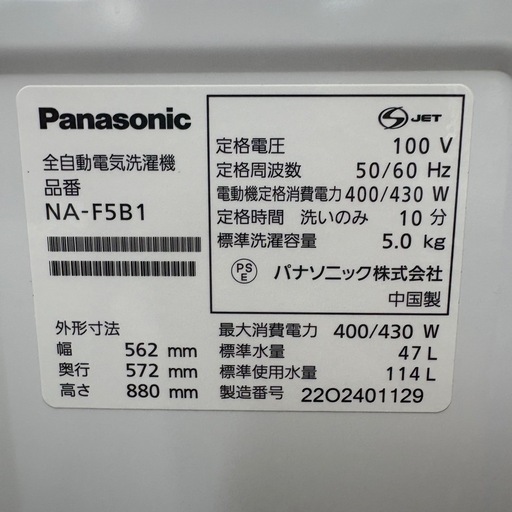 Panasonic
全自動電気洗濯機
品番
NA-F5B1
外形寸法
幅 562 mm
奥行 572 mm
高さ 880 mm
S JET
定格電圧 100 V
定格周波数 50/60 Hz
電動機定格消費電力 400/430 W
定格時間 洗いのみ 10 分
標準洗濯容量 5.0 kg
PS E パナソニック株式会社
中国製
最大消費電力 400/430 W
標準水量 47 L
標準使用水量 114 L
製造番号 22O2401129